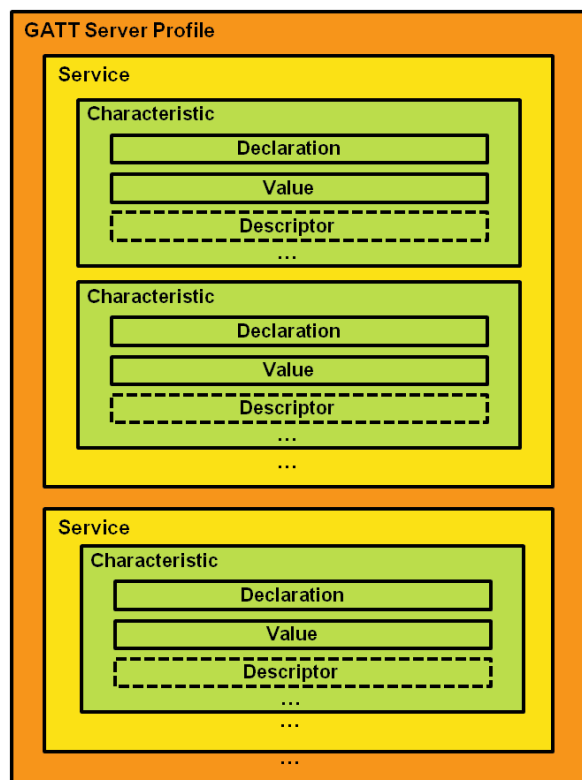 GATT Server Profile
Service
Characteristic
Declaration
Value
Descriptor
...
Characteristic
Declaration
Value
Descriptor
...
...
Service
Characteristic
Declaration
Value
Descriptor
...
...
...